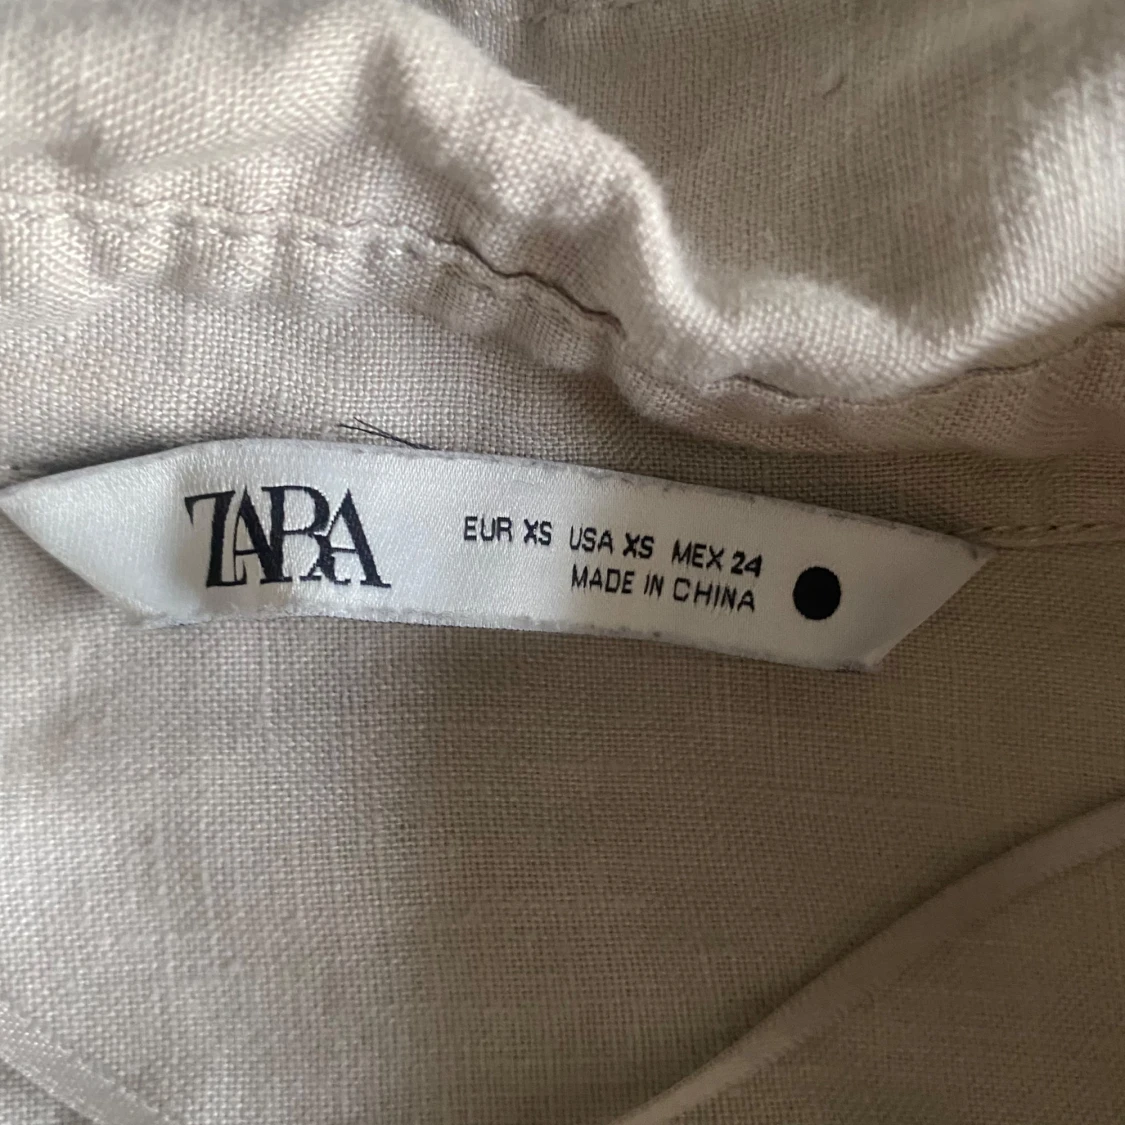 ZARA
EUR XS USA XS MEX 24
MADE IN CHINA